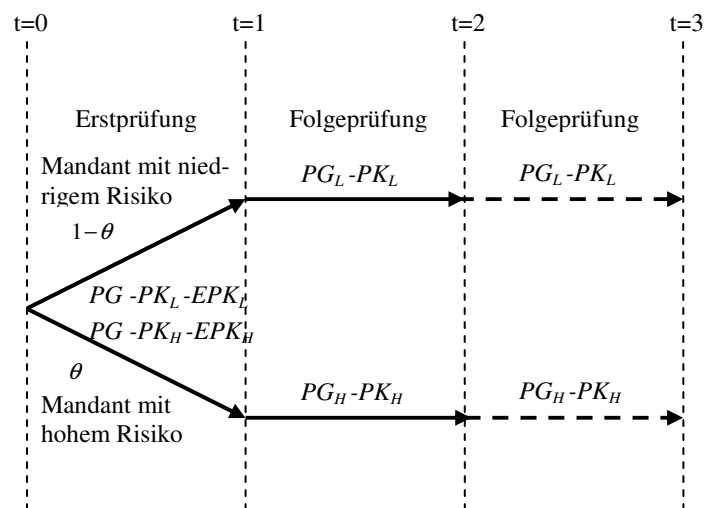 t=0 t=1 t=2 t=3
Erstprüfung Folgeprüfung Folgeprüfung
Mandant mit nied-
rigem Risiko
PG_L -PK_L PG_L -PK_L
1−θ
PG -PK_L-EPK_L
PG -PK_H-EPK_H
θ
PG_H-PK_H PG_H-PK_H
Mandant mit
hohem Risiko